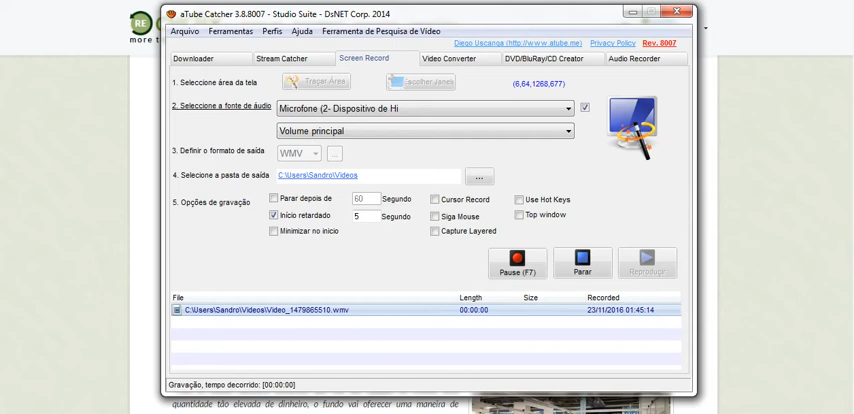 RE
more t
aTube Catcher 3.8.8007 - Studio Suite - DsNET Corp. 2014
Arquivo Ferramentas Perfis Ajuda Ferramenta de Pesquisa de Vídeo
Diego Uscanga (http://www.atube.me) Privacy Policy Rev. 8007
Downloader Stream Catcher Screen Record Video Converter DVD/BluRay/CD Creator Audio Recorder
1. Seleccione área da tela Traçar Área Escolher Janela (6,64,1268,677)
2. Seleccione a fonte de áudio Microfone (2- Dispositivo de Hi
Volume principal
3. Definir o formato de saída WMV ...
4. Selecione a pasta de saída C:\Users\Sandro\Videos ...
5. Opções de gravação Parar depois de 60 Segundo Cursor Record Use Hot Keys
Início retardado 5 Segundo Siga Mouse Top window
Minimizar no início Capture Layered
Pause (F7) Parar Reproducir
File Length Size Recorded
C:\Users\Sandro\Videos\Video_1479865510.wmv 00:00:00 23/11/2016 01:45:14
Gravação, tempo decorrido: [00:00:00]
quantidade tão elevada de dinheiro, o fundo vai oferecer uma maneira de